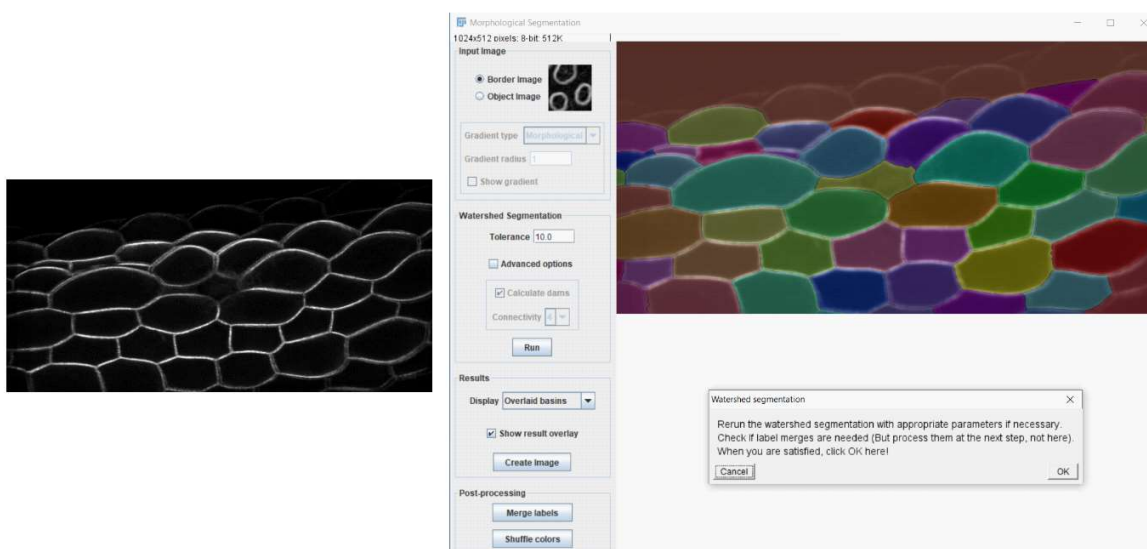 Morphological Segmentation
1024x512 pixels; 8-bit; 512K
Input Image
Border Image
Object Image
Gradient type Morphological
Gradient radius 1
Show gradient
Watershed Segmentation
Tolerance 10.0
Advanced options
Calculate dams
Connectivity 4
Run
Results
Display Overlaid basins
Show result overlay
Create Image
Post-processing
Merge labels
Shuffle colors
Watershed segmentation
Rerun the watershed segmentation with appropriate parameters if necessary.
Check if label merges are needed (But process them at the next step, not here).
When you are satisfied, click OK here!
Cancel OK